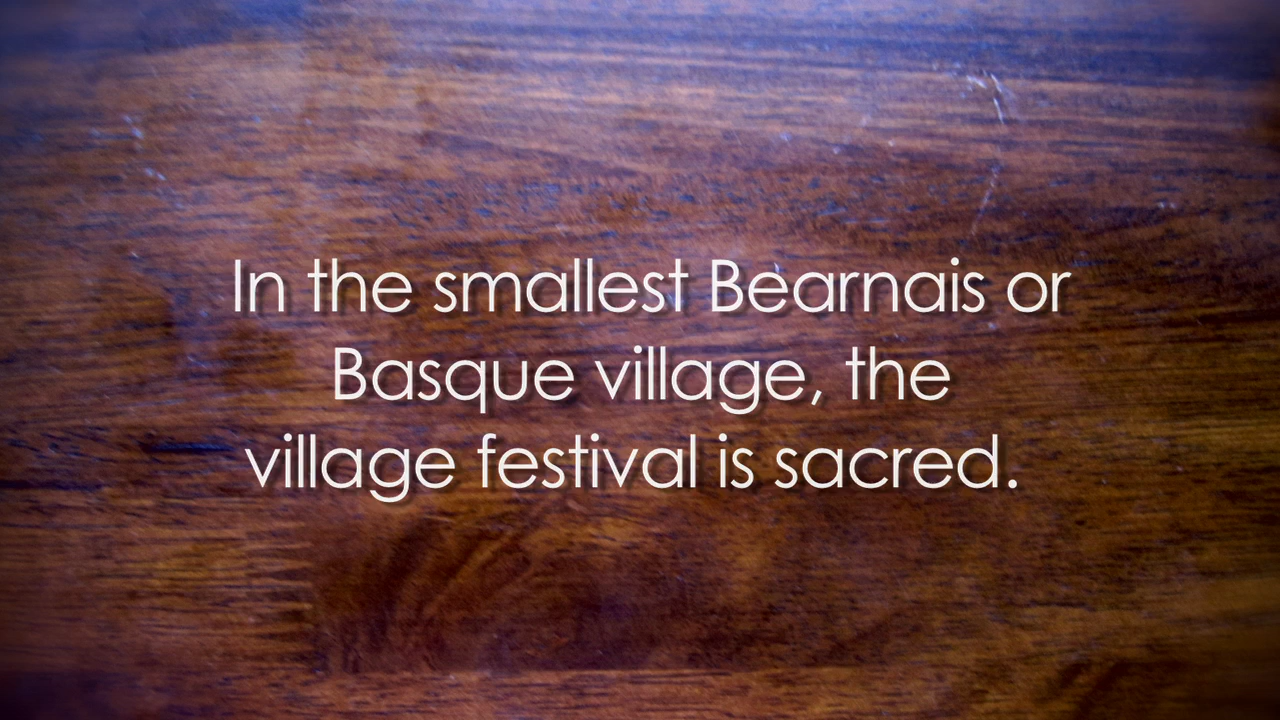 In the smallest Bearnais or
Basque village, the
village festival is sacred.